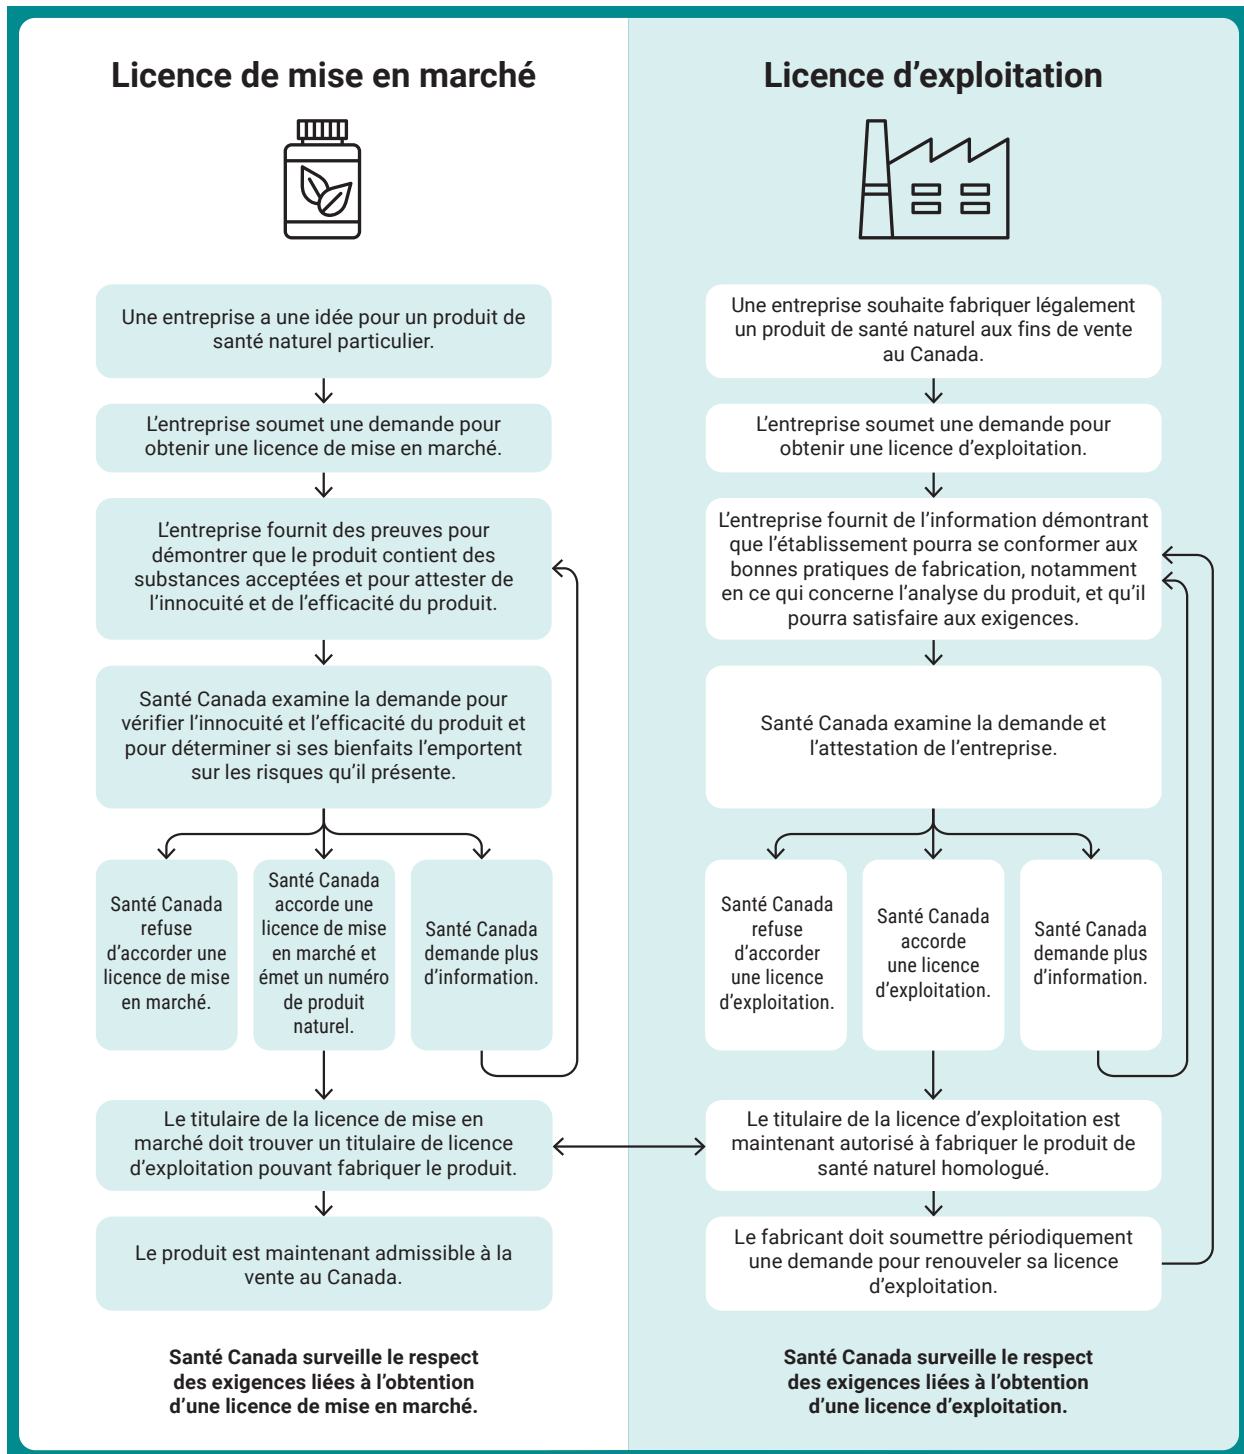 Licence de mise en marché
Une entreprise a une idée pour un produit de
santé naturel particulier.
L’entreprise soumet une demande pour
obtenir une licence de mise en marché.
L’entreprise fournit des preuves pour
démontrer que le produit contient des
substances acceptées et pour attester de
l’innocuité et de l’efficacité du produit.
Santé Canada examine la demande pour
vérifier l’innocuité et l’efficacité du produit et
pour déterminer si ses bienfaits l’emportent
sur les risques qu’il présente.
Santé Canada
refuse
d’accorder une
licence de mise
en marché.
Santé Canada
accorde une
licence de mise
en marché et
émet un numéro
de produit
naturel.
Santé Canada
demande plus
d’information.
Le titulaire de la licence de mise en
marché doit trouver un titulaire de licence
d’exploitation pouvant fabriquer le produit.
Le produit est maintenant admissible à la
vente au Canada.
Santé Canada surveille le respect
des exigences liées à l’obtention
d’une licence de mise en marché.
Licence d’exploitation
Une entreprise souhaite fabriquer légalement
un produit de santé naturel aux fins de vente
au Canada.
L’entreprise soumet une demande pour
obtenir une licence d’exploitation.
L’entreprise fournit de l’information démontrant
que l’établissement pourra se conformer aux
bonnes pratiques de fabrication, notamment
en ce qui concerne l’analyse du produit, et qu’il
pourra satisfaire aux exigences.
Santé Canada examine la demande et
l’attestation de l’entreprise.
Santé Canada
refuse
d’accorder
une licence
d’exploitation.
Santé Canada
accorde
une licence
d’exploitation.
Santé Canada
demande plus
d’information.
Le titulaire de la licence d’exploitation est
maintenant autorisé à fabriquer le produit de
santé naturel homologué.
Le fabricant doit soumettre périodiquement
une demande pour renouveler sa licence
d’exploitation.
Santé Canada surveille le respect
des exigences liées à l’obtention
d’une licence d’exploitation.